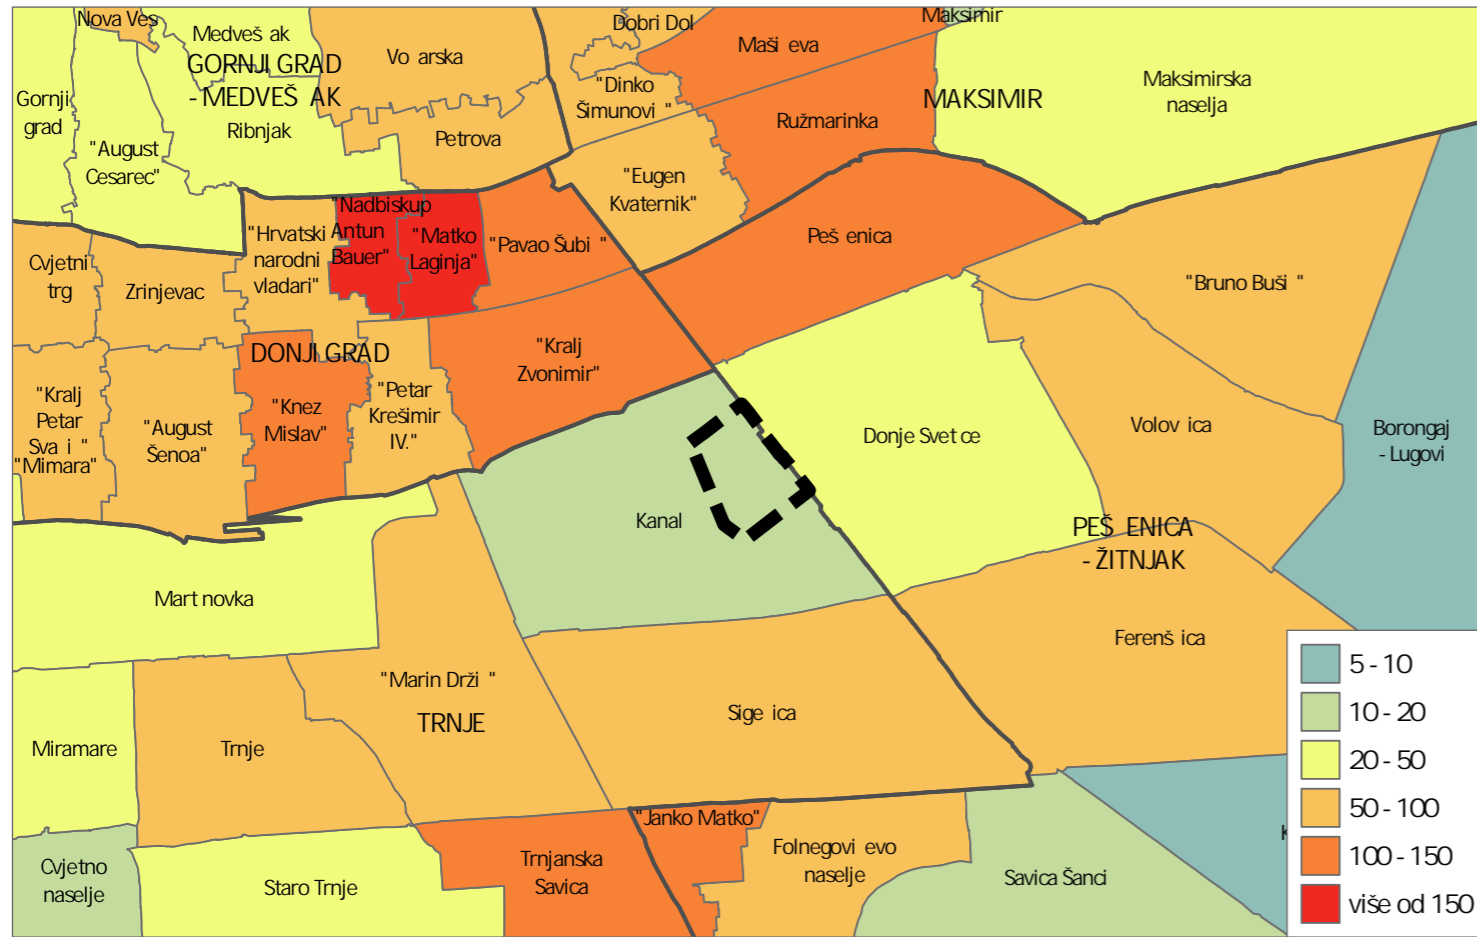 Nova Ves
Medveš ak
GORNJI GRAD
- MEDVEŠ AK
Ribnjak
Gornji
grad
"August
Cesarec"
Vo arska
Petrova
Dobri Dol
"Dinko
Šimunovi "
"Eugen
Kvaternik"
Maši eva
Ružmarinka
Maksimir
MAKSIMIR
Maksimirska
naselja
Cvjetni
trg
Zrinjevac
"Hrvatski
narodni
vladari"
"Nadbiskup
Antun
Bauer"
"Matko
Laginja"
"Pavao Šubi "
Peš enica
"Bruno Buši "
DONJI GRAD
"Kralj
Petar
Sva i "
"Mimara"
"August
Šenoa"
"Knez
Mislav"
"Petar
Krešimir
IV."
"Kralj
Zvonimir"
Donje Svet ce
Volov ica
Borongaj
- Lugovi
Kanal
PEŠ ENICA
- ŽITNJAK
Mart novka
Ferenš ica
"Marin Drži "
TRNJE
Sige ica
Miramare
Trnje
"Janko Matko"
Folnegovi evo
naselje
Savica Šanci
Trnjanska
Savica
Cvjetno
naselje
Staro Trnje
5 - 10
10 - 20
20 - 50
50 - 100
100 - 150
više od 150